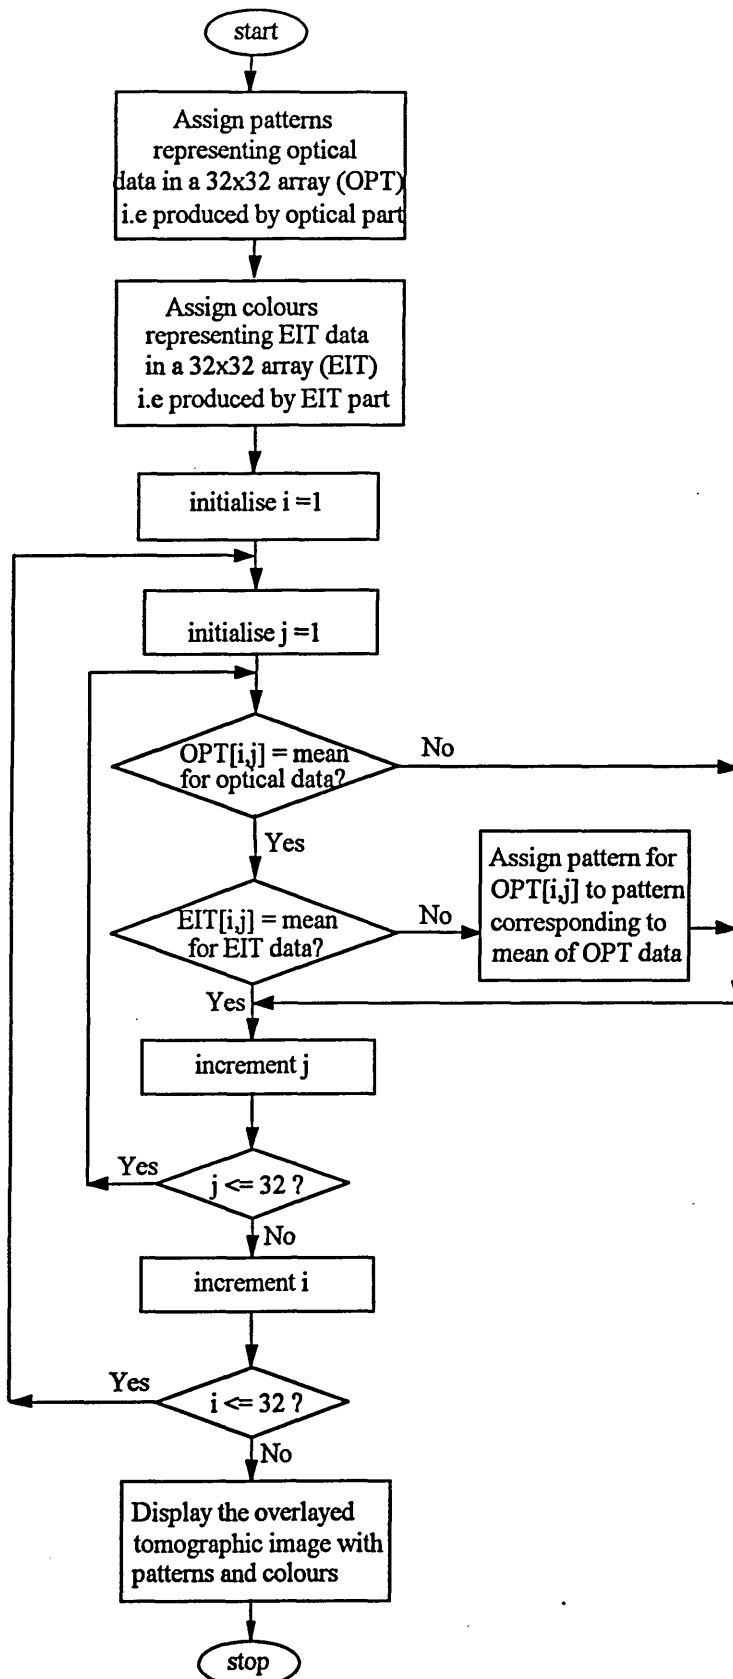 start
Assign patterns
representing optical
data in a 32x32 array (OPT)
i.e produced by optical part
Assign colours
representing EIT data
in a 32x32 array (EIT)
i.e produced by EIT part
initialise i =1
initialise j =1
OPT[i,j] = mean
for optical data?
No
Yes
EIT[i,j] = mean
for EIT data?
No
Assign pattern for
OPT[i,j] to pattern
corresponding to
mean of OPT data
Yes
increment j
Yes
j <= 32 ?
No
increment i
Yes
i <= 32 ?
No
Display the overlayed
tomographic image with
patterns and colours
stop